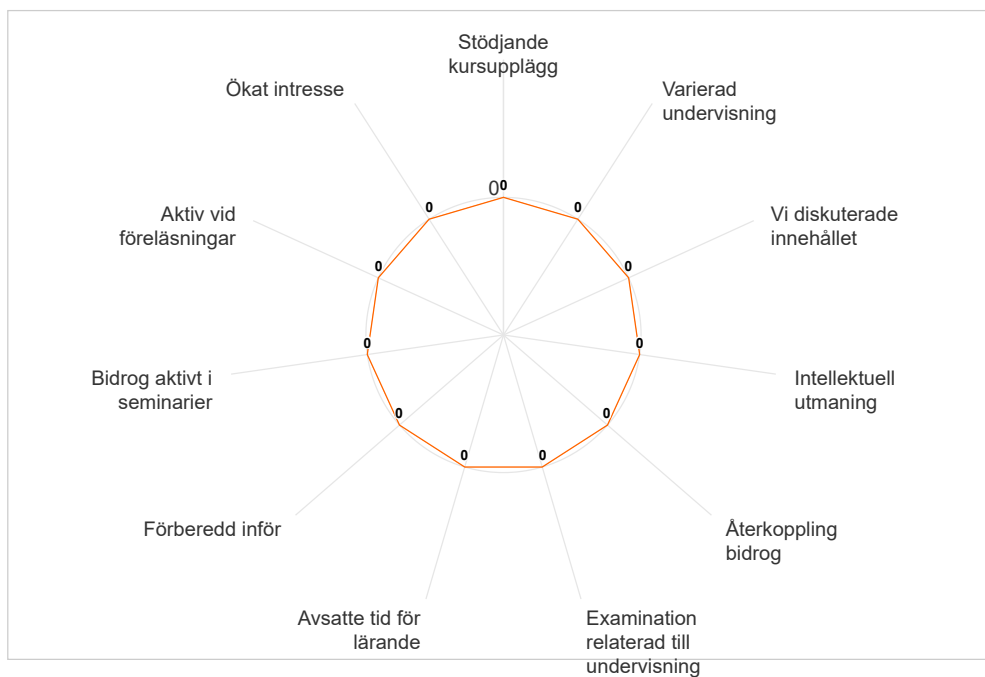 Stödjande
kursupplägg
Varierad
undervisning
Vi diskuterade
innehållet
Intellektuell
utmaning
Återkoppling
bidrog
Examination
relaterad till
undervisning
Avsatte tid för
lärande
Förberedd inför
Bidrog aktivt i
seminarier
Aktiv vid
föreläsningar
Ökat intresse
0
0
0
0
0
0
0
0
0
0
0
0